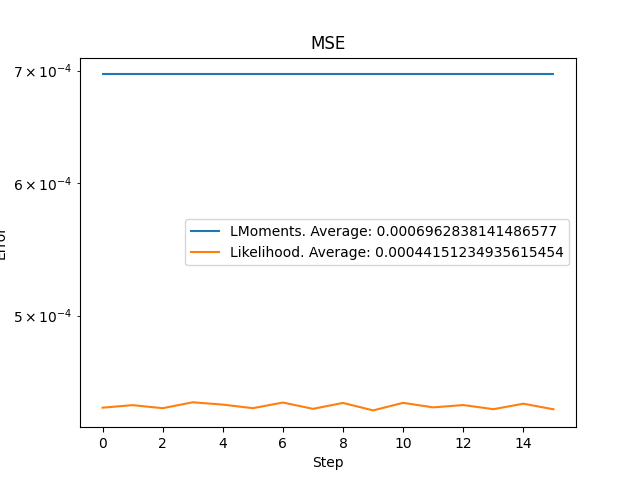 MSE
7 × 10⁻⁴
6 × 10⁻⁴
5 × 10⁻⁴
Error
LMoments. Average: 0.0006962838141486577
Likelihood. Average: 0.00044151234935615454
0 2 4 6 8 10 12 14
Step